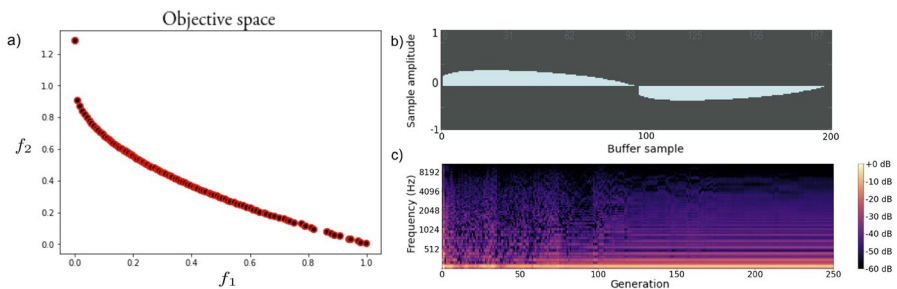 Objective space
a)
1.2
1.0
0.8
0.6
0.4
0.2
0.0
f2
0.0 0.2 0.4 0.6 0.8 1.0
f1
b)
31 62 93 125 156 187
1
0
-1
Sample amplitude
0 100 200
Buffer sample
c)
8192
4096
2048
1024
512
Frequency (Hz)
0 50 100 150 200 250
Generation
+0 dB
-10 dB
-20 dB
-30 dB
-40 dB
-50 dB
-60 dB